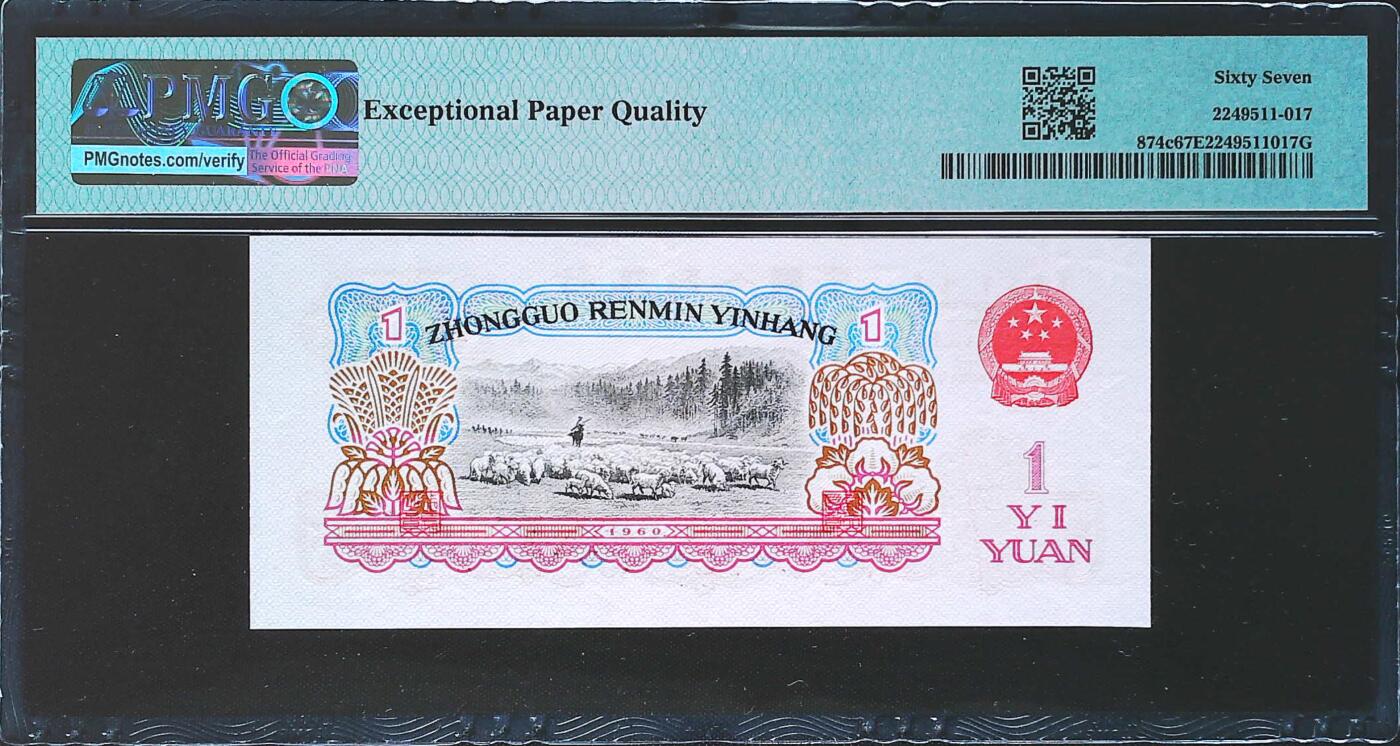 PMG
Exceptional Paper Quality
PMGnotes.com/verify
The Official Grading
Service of the PNA
Sixty Seven
2249511-017
874c67E2249511017G
1
ZHONGGUO RENMIN YINHANG
1
1960
1
YI
YUAN